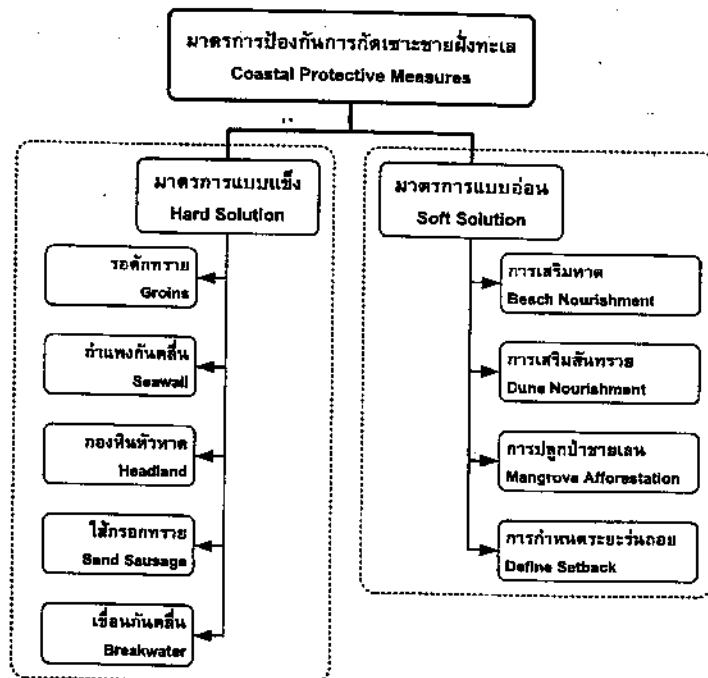 มาตรการป้องกันการกัดเซาะชายฝั่งทะเล
Coastal Protective Measures
มาตรการแบบแข็ง
Hard Solution
รอดักทราย
Groins
กำแพงกันคลื่น
Seawall
กองหินหัวหาด
Headland
ไส้กรอกทราย
Sand Sausage
เขื่อนกันคลื่น
Breakwater
มาตรการแบบอ่อน
Soft Solution
การเสริมหาด
Beach Nourishment
การเสริมสันทราย
Dune Nourishment
การปลูกป่าชายเลน
Mangrove Afforestation
การกำหนดระยะร่นถอย
Define Setback